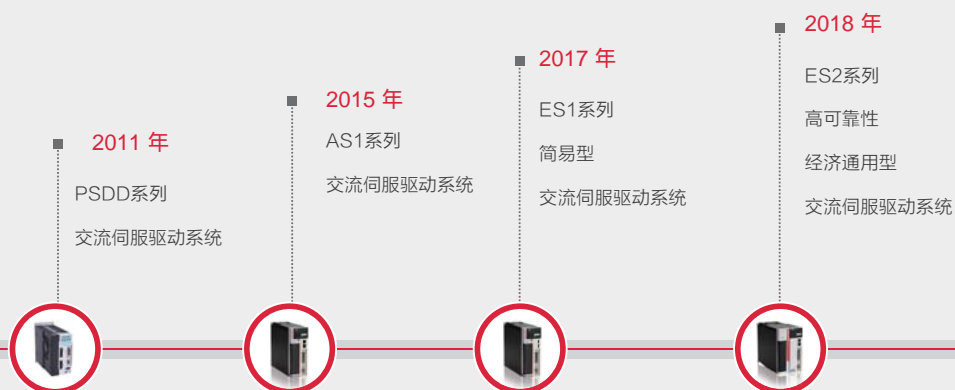 2011 年
PSDD系列
交流伺服驱动系统
2015 年
AS1系列
交流伺服驱动系统
2017 年
ES1系列
简易型
交流伺服驱动系统
2018 年
ES2系列
高可靠性
经济通用型
交流伺服驱动系统